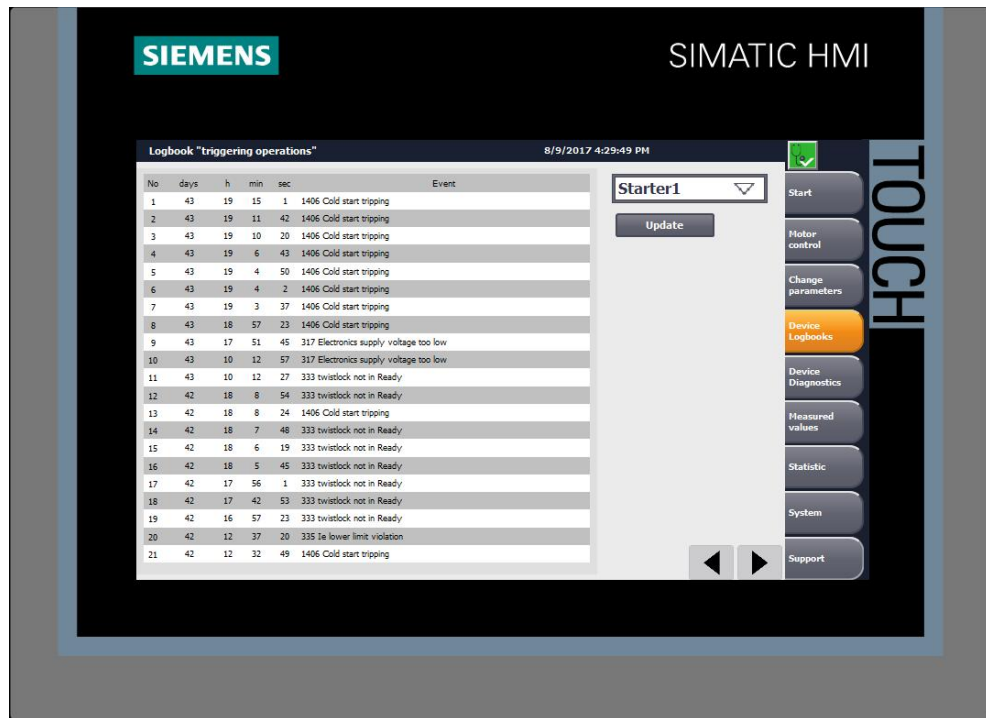 SIEMENS
SIMATIC HMI
TOUCH
Logbook "triggering operations" 8/9/2017 4:29:49 PM
No days h min sec Event
1 43 19 15 1 1406 Cold start tripping
2 43 19 11 42 1406 Cold start tripping
3 43 19 10 20 1406 Cold start tripping
4 43 19 6 43 1406 Cold start tripping
5 43 19 4 50 1406 Cold start tripping
6 43 19 4 2 1406 Cold start tripping
7 43 19 3 37 1406 Cold start tripping
8 43 18 57 23 1406 Cold start tripping
9 43 17 51 45 317 Electronics supply voltage too low
10 43 10 12 57 317 Electronics supply voltage too low
11 43 10 12 27 333 twistlock not in Ready
12 42 18 8 54 333 twistlock not in Ready
13 42 18 8 24 1406 Cold start tripping
14 42 18 7 48 333 twistlock not in Ready
15 42 18 6 19 333 twistlock not in Ready
16 42 18 5 45 333 twistlock not in Ready
17 42 17 56 1 333 twistlock not in Ready
18 42 17 42 53 333 twistlock not in Ready
19 42 16 57 23 333 twistlock not in Ready
20 42 12 37 20 335 Ie lower limit violation
21 42 12 32 49 1406 Cold start tripping
Starter1
Update
Start
Motor
control
Change
parameters
Device
Logbooks
Device
Diagnostics
Measured
values
Statistic
System
Support